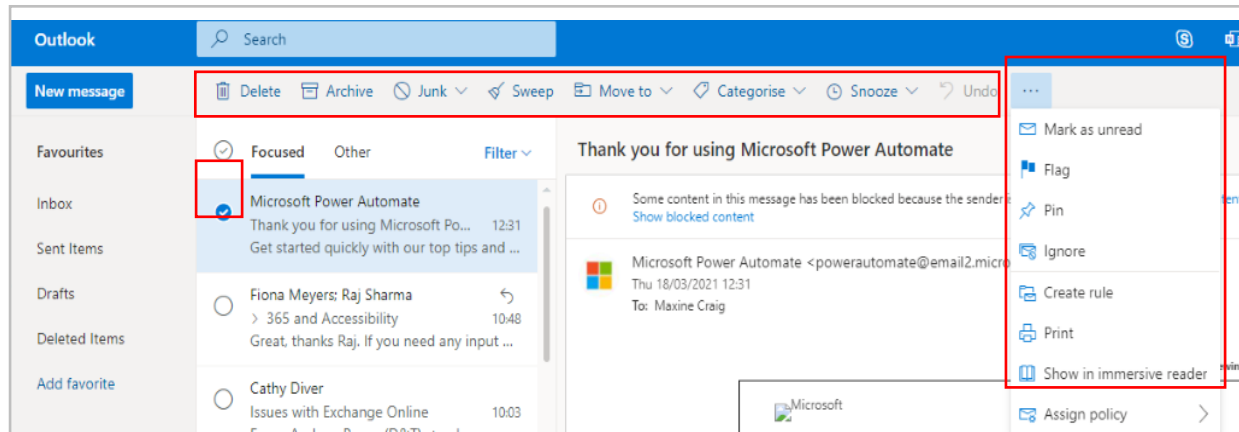 Outlook
Search
New message
Delete Archive Junk Sweep Move to Categorise Snooze Undo ...
Favourites
Inbox
Sent Items
Drafts
Deleted Items
Add favorite
Focused Other Filter
Microsoft Power Automate
Thank you for using Microsoft Po... 12:31
Get started quickly with our top tips and ...
Fiona Meyers; Raj Sharma
> 365 and Accessibility 10:48
Great, thanks Raj. If you need any input ...
Cathy Diver
Issues with Exchange Online 10:03
Thank you for using Microsoft Power Automate
Some content in this message has been blocked because the sender
Show blocked content
Microsoft Power Automate <powerautomate@email2.micro
Thu 18/03/2021 12:31
To: Maxine Craig
Microsoft
Mark as unread
Flag
Pin
Ignore
Create rule
Print
Show in immersive reader
Assign policy